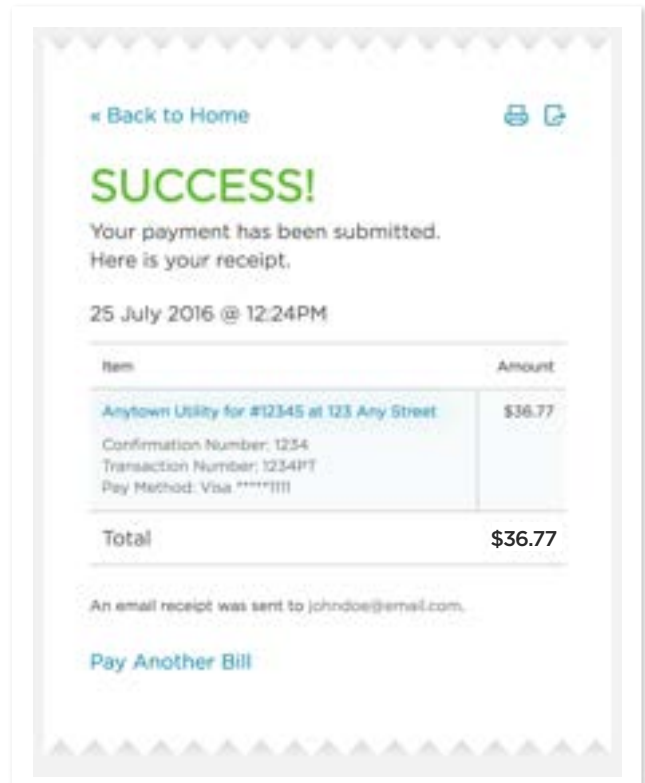 « Back to Home
SUCCESS!
Your payment has been submitted.
Here is your receipt.
25 July 2016 @ 12:24PM
Item Amount
Anytown Utility for #12345 at 123 Any Street $36.77
Confirmation Number: 1234
Transaction Number: 1234PT
Pay Method: Visa *****1111
Total $36.77
An email receipt was sent to johndoe@email.com.
Pay Another Bill